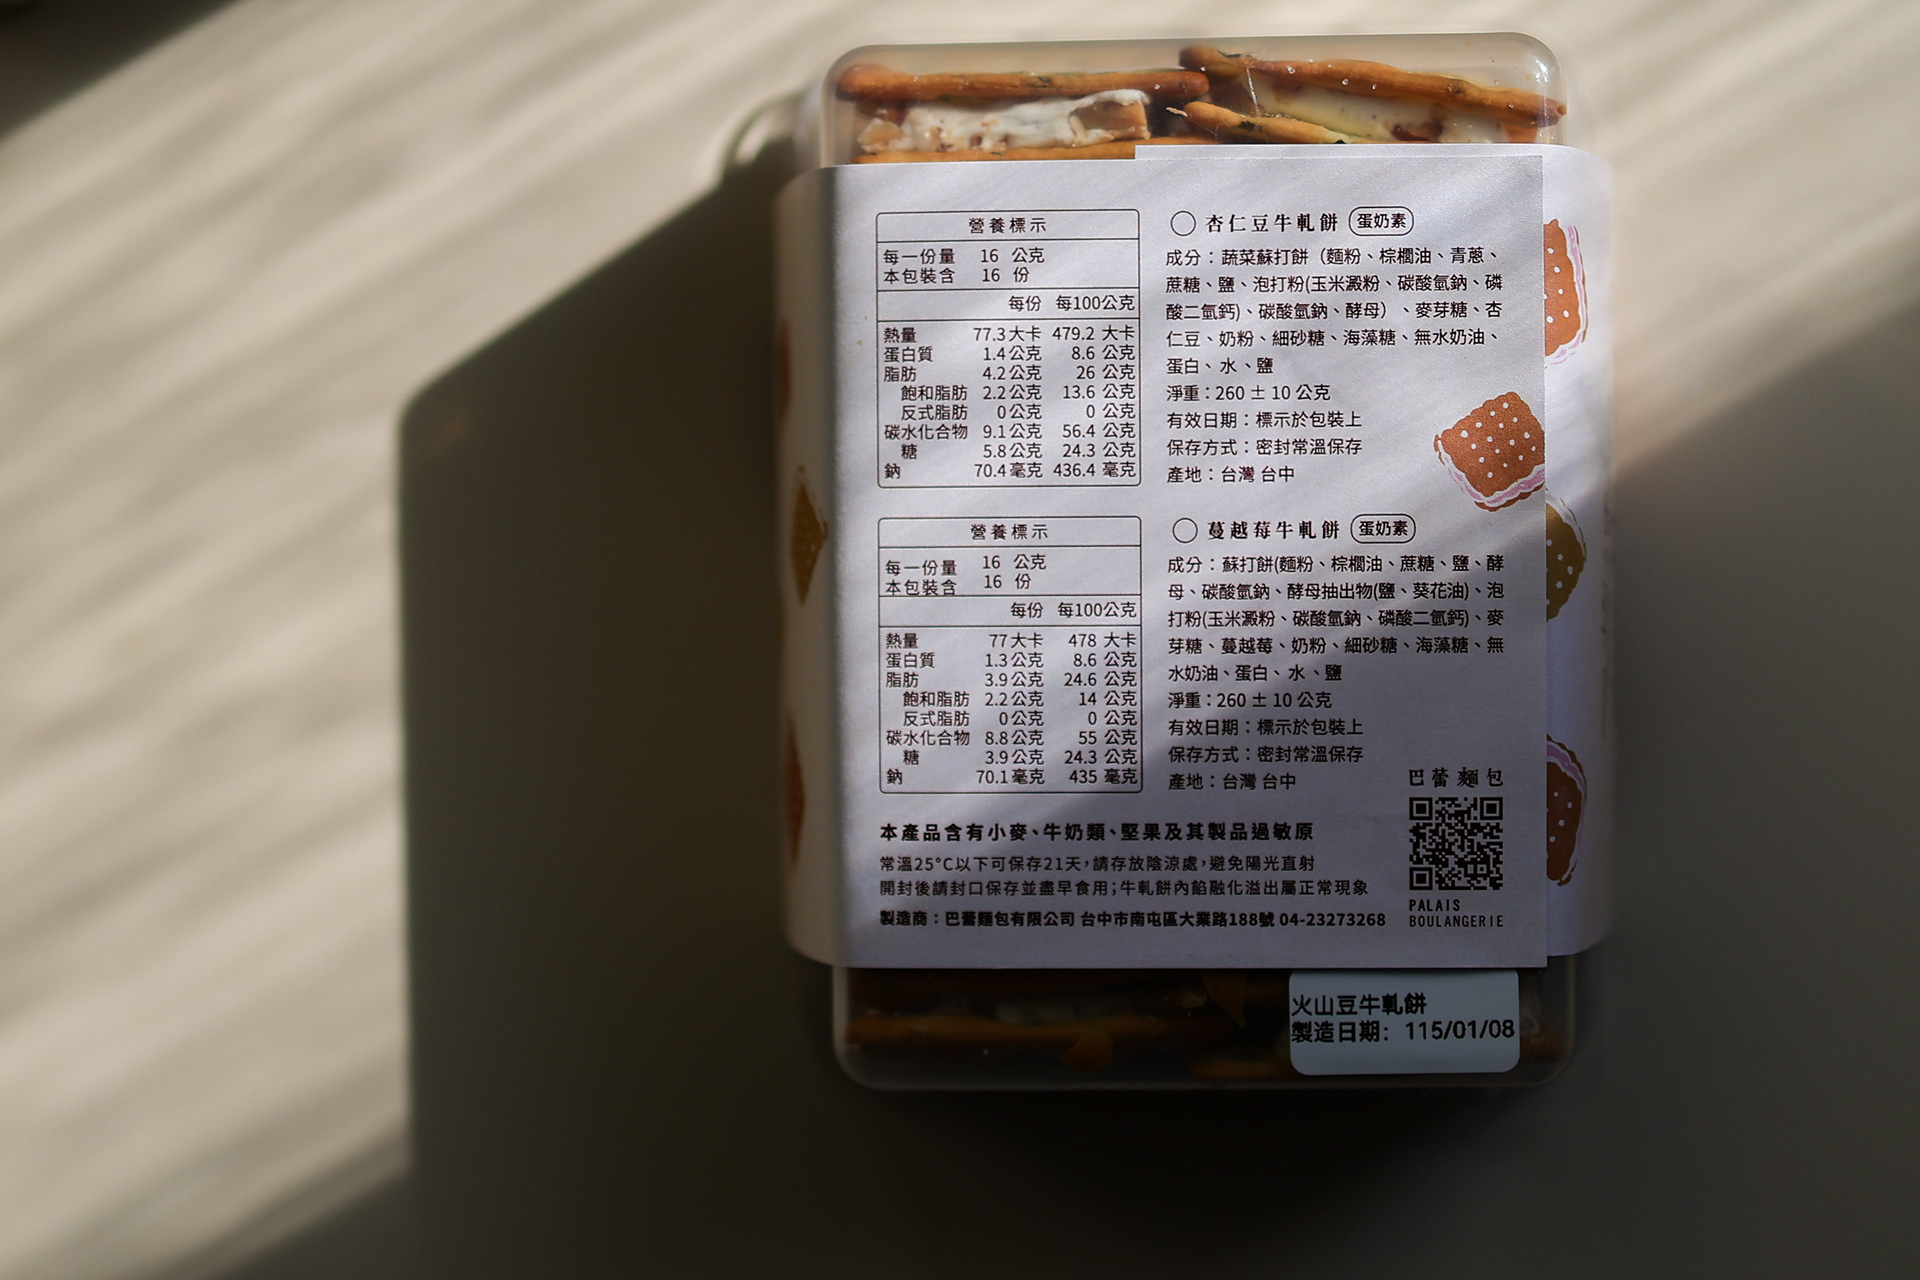 營養標示
每一份量 16 公克
本包裝含 16 份
每份 每100公克
熱量 77.3大卡 479.2 大卡
蛋白質 1.4公克 8.6 公克
脂肪 4.2公克 26 公克
飽和脂肪 2.2公克 13.6 公克
反式脂肪 0公克 0 公克
碳水化合物 9.1公克 56.4 公克
糖 5.8公克 24.3 公克
鈉 70.4毫克 436.4 毫克
○杏仁豆牛軋餅 蛋奶素
成分：蔬菜蘇打餅（麵粉、棕櫚油、青蔥、
蔗糖、鹽、泡打粉(玉米澱粉、碳酸氫鈉、磷
酸二氫鈣)、碳酸氫鈉、酵母）、麥芽糖、杏
仁豆、奶粉、細砂糖、海藻糖、無水奶油、
蛋白、水、鹽
淨重：260 ± 10 公克
有效日期：標示於包裝上
保存方式：密封常溫保存
產地：台灣 台中
營養標示
每一份量 16 公克
本包裝含 16 份
每份 每100公克
熱量 77大卡 478 大卡
蛋白質 1.3公克 8.6 公克
脂肪 3.9公克 24.6 公克
飽和脂肪 2.2公克 14 公克
反式脂肪 0公克 0 公克
碳水化合物 8.8公克 55 公克
糖 3.9公克 24.3 公克
鈉 70.1毫克 435 毫克
○蔓越莓牛軋餅 蛋奶素
成分：蘇打餅(麵粉、棕櫚油、蔗糖、鹽、酵
母、碳酸氫鈉、酵母抽出物(鹽、葵花油)、泡
打粉(玉米澱粉、碳酸氫鈉、磷酸二氫鈣)、麥
芽糖、蔓越莓、奶粉、細砂糖、海藻糖、無
水奶油、蛋白、水、鹽
淨重：260 ± 10 公克
有效日期：標示於包裝上
保存方式：密封常溫保存
產地：台灣 台中
本產品含有小麥、牛奶類、堅果及其製品過敏原
常溫25°C以下可保存21天，請存放陰涼處，避免陽光直射
開封後請封口保存並盡早食用；牛軋餅內餡融化溢出屬正常現象
製造商：巴蕾麵包有限公司 台中市南屯區大業路188號 04-23273268
巴蕾麵包
PALAIS
BOULANGERIE
火山豆牛軋餅
製造日期: 115/01/08